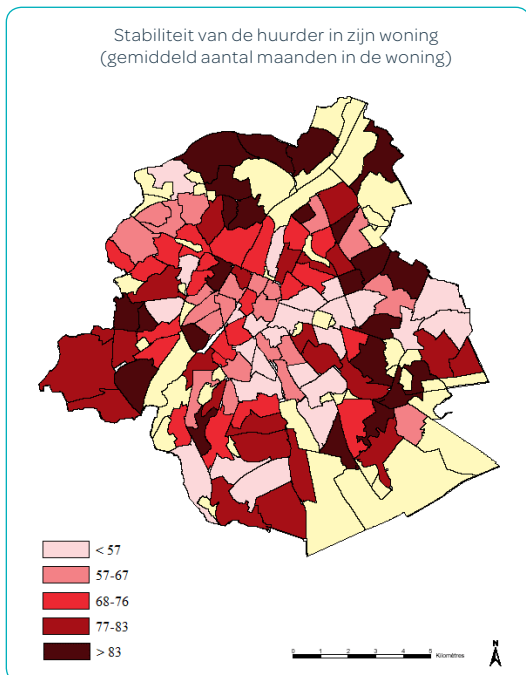 Stabiliteit van de huurder in zijn woning
(gemiddeld aantal maanden in de woning)
< 57
57-67
68-76
77-83
> 83
0 1 2 3 4 5 Kilomètres
N